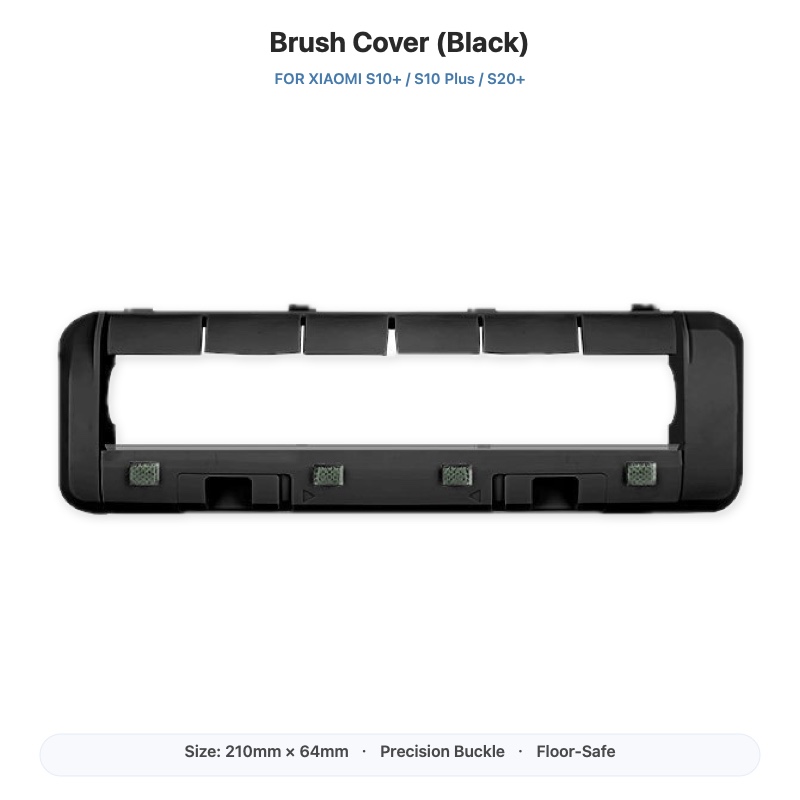 Brush Cover (Black)
FOR XIAOMI S10+ / S10 Plus / S20+
Size: 210mm × 64mm · Precision Buckle · Floor-Safe